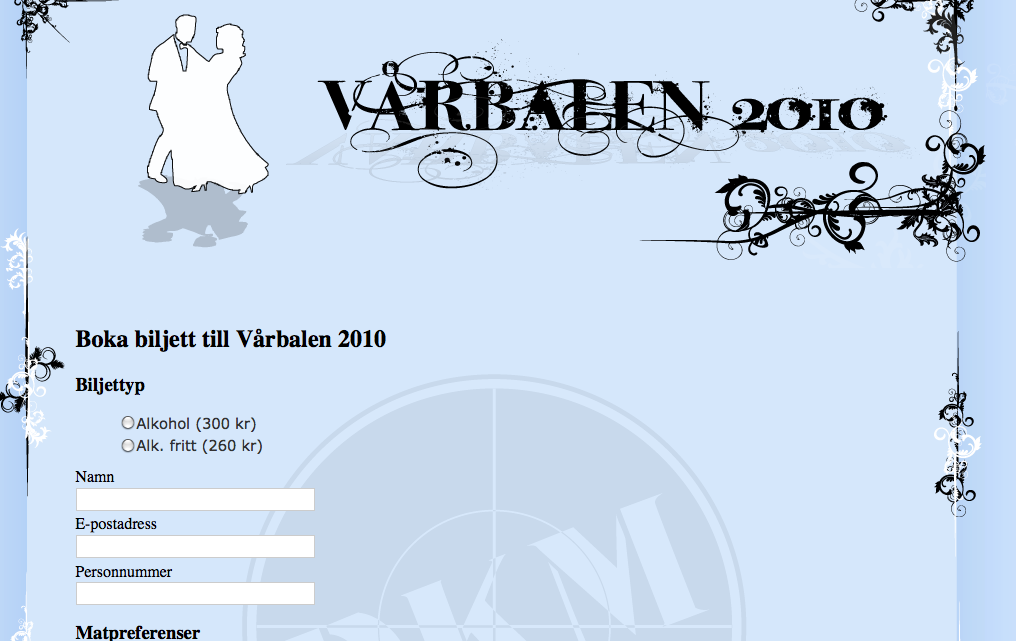 VÅRBALEN 2010
Boka biljett till Vårbalen 2010
Biljettyp
Alkohol (300 kr)
Alk. fritt (260 kr)
Namn
E-postadress
Personnummer
Matpreferenser